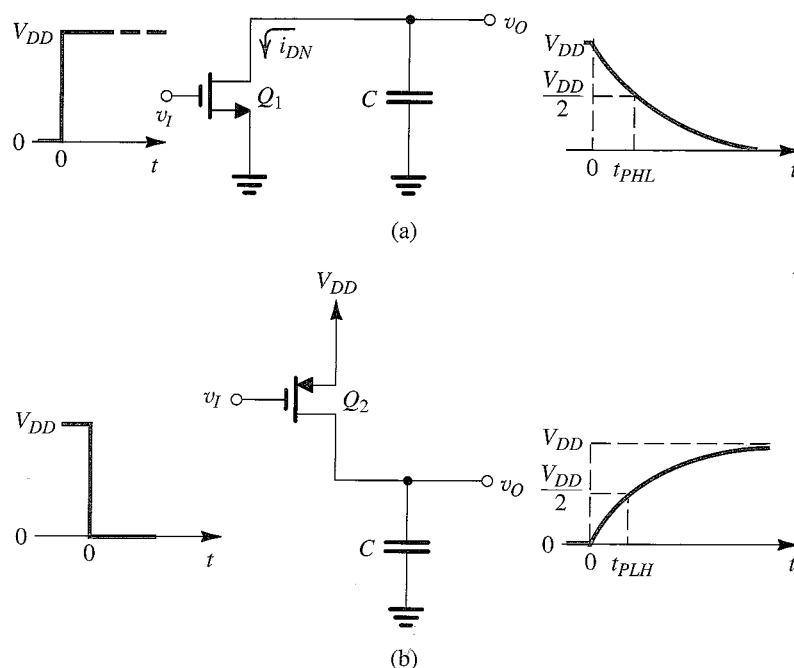 V_DD
0
0
t
v_I
Q_1
i_DN
C
v_O
V_DD
V_DD/2
0
t_PHL
t
(a)
V_DD
v_I
Q_2
V_DD
0
0
t
C
v_O
V_DD
V_DD/2
0
0
t_PLH
t
(b)